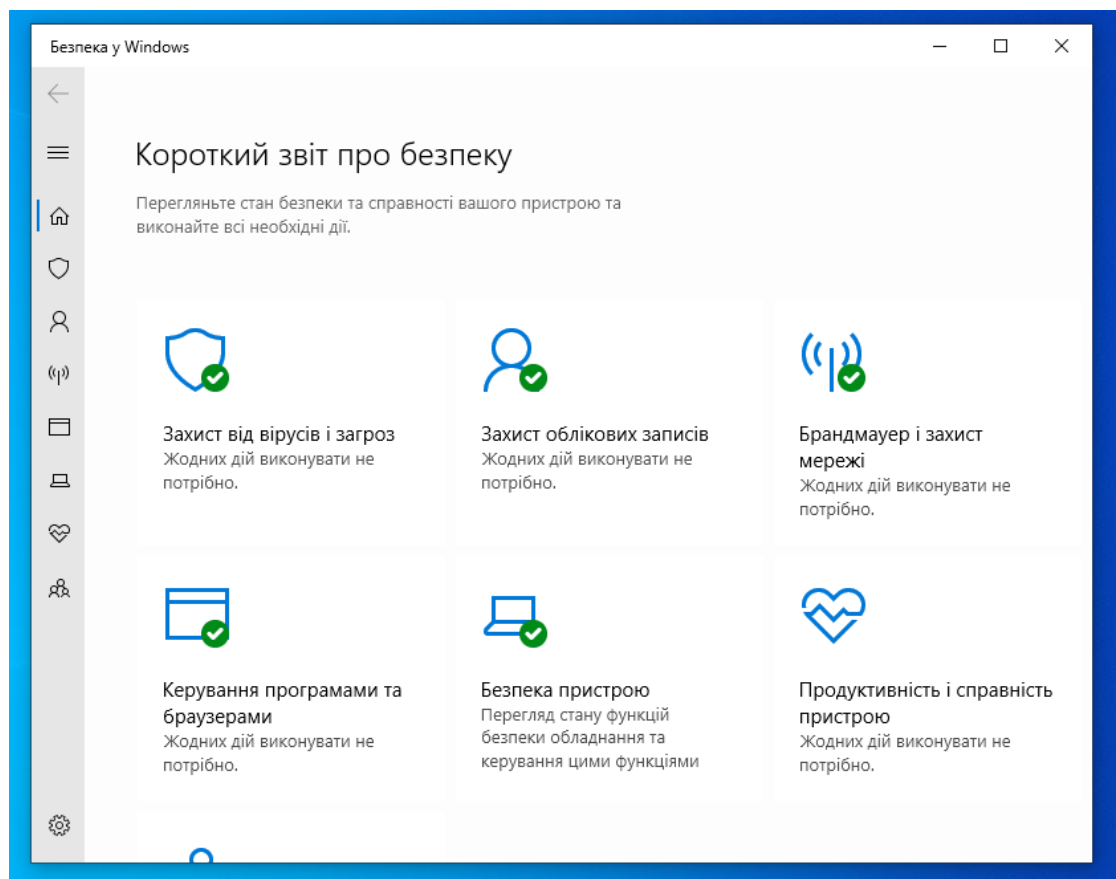 Безпека у Windows
Короткий звіт про безпеку
Перегляньте стан безпеки та справності вашого пристрою та
виконайте всі необхідні дії.
Захист від вірусів і загроз
Жодних дій виконувати не
потрібно.
Захист облікових записів
Жодних дій виконувати не
потрібно.
Брандмауер і захист
мережі
Жодних дій виконувати не
потрібно.
Керування програмами та
браузерами
Жодних дій виконувати не
потрібно.
Безпека пристрою
Перегляд стану функцій
безпеки обладнання та
керування цими функціями
Продуктивність і справність
пристрою
Жодних дій виконувати не
потрібно.